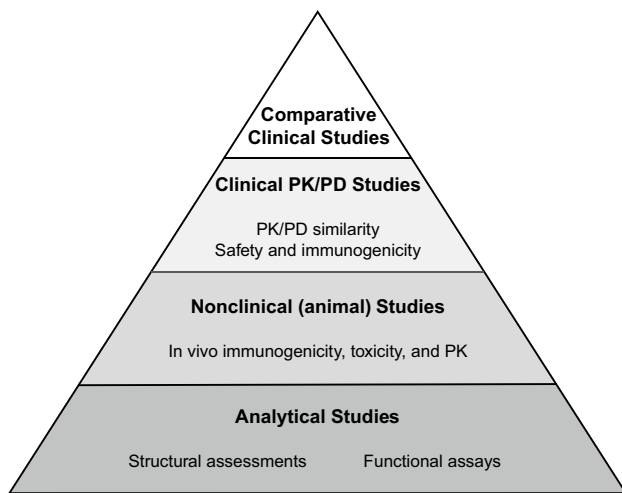 Comparative
Clinical Studies
Clinical PK/PD Studies
PK/PD similarity
Safety and immunogenicity
Nonclinical (animal) Studies
In vivo immunogenicity, toxicity, and PK
Analytical Studies
Structural assessments Functional assays